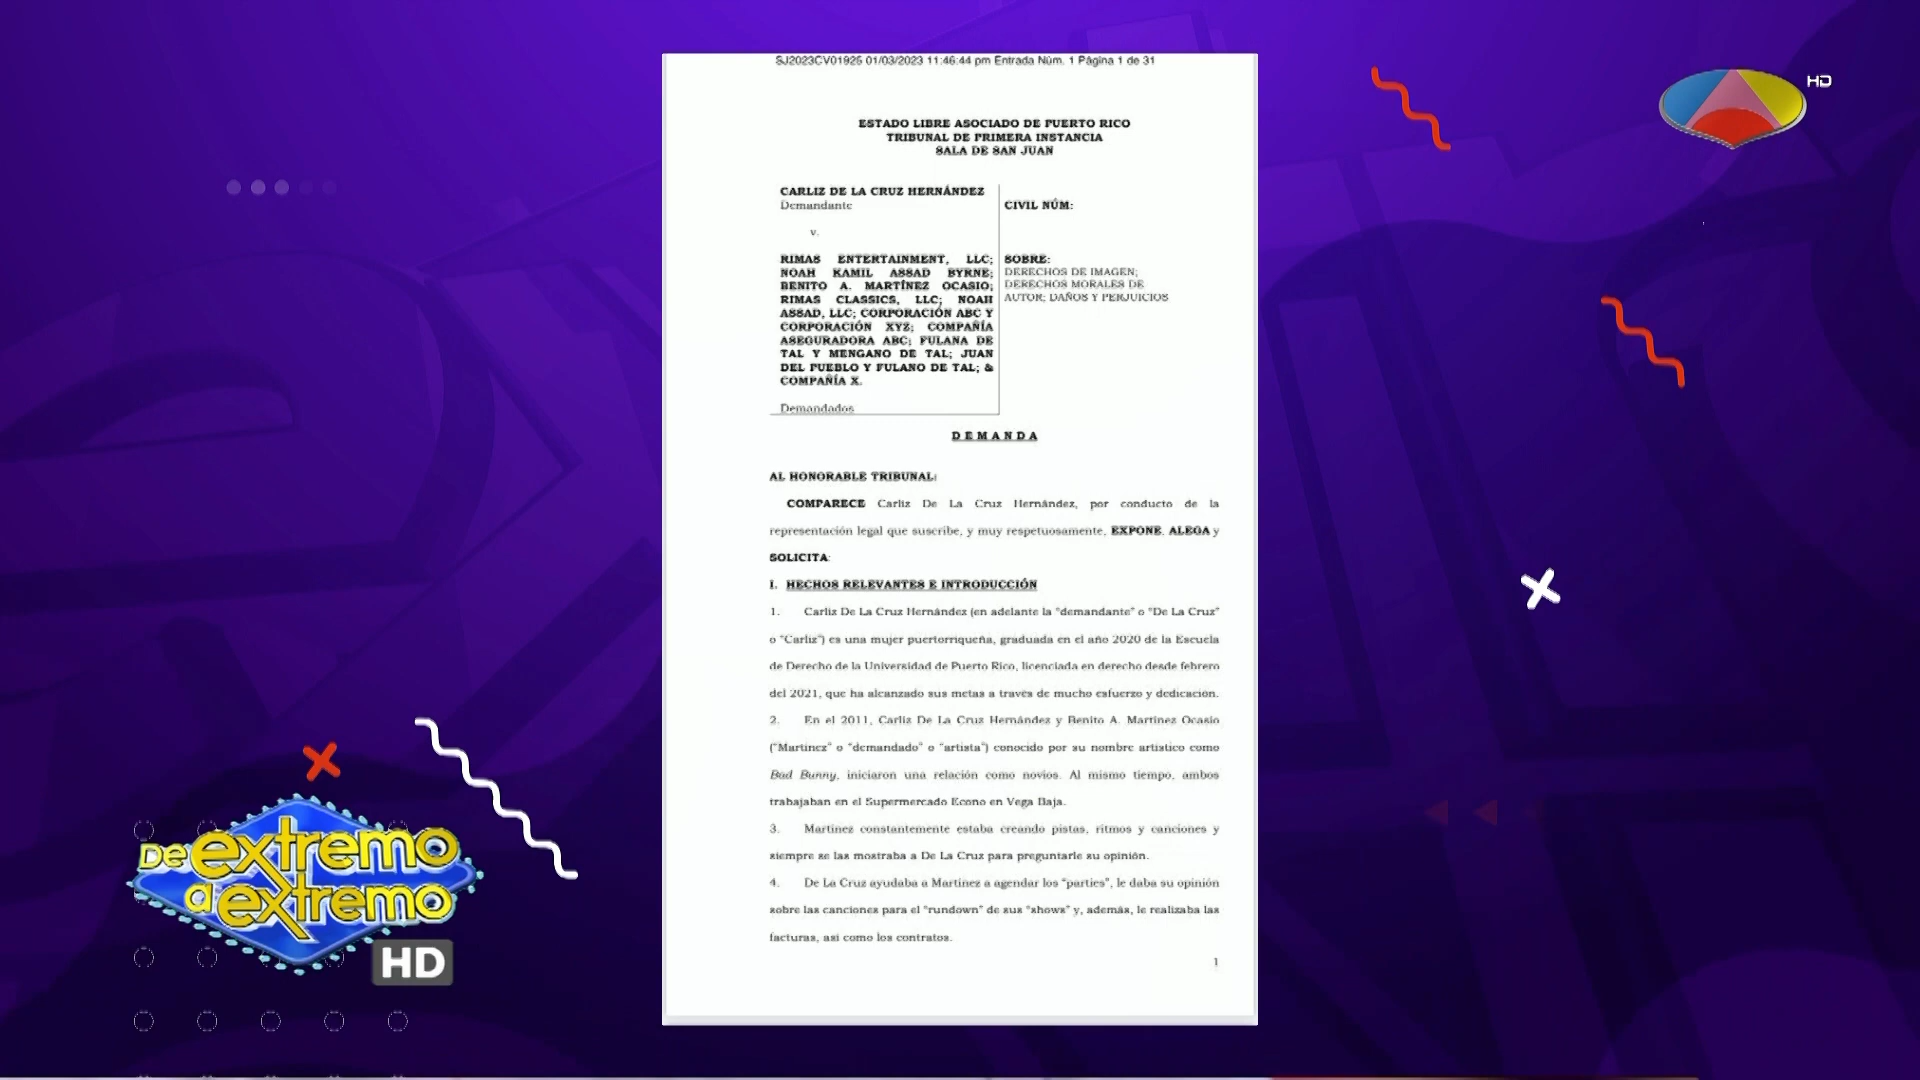 SJ2023CV01925 01/03/2023 11:46:44 pm Entrada Núm. 1 Página 1 de 31
HD
ESTADO LIBRE ASOCIADO DE PUERTO RICO
TRIBUNAL DE PRIMERA INSTANCIA
SALA DE SAN JUAN
CARLIZ DE LA CRUZ HERNÁNDEZ
Demandante
v.
RIMAS ENTERTAINMENT, LLC;
NOAH KAMIL ASSAD BYRNE;
BENITO A. MARTÍNEZ OCASIO;
RIMAS CLASSICS, LLC; NOAH
ASSAD, LLC; CORPORACIÓN ABC Y
CORPORACIÓN XYZ; COMPAÑÍA
ASEGURADORA ABC; FULANA DE
TAL Y MENGANO DE TAL; JUAN
DEL PUEBLO Y FULANO DE TAL; &
COMPAÑÍA X.
Demandados
CIVIL NÚM:
SOBRE:
DERECHOS DE IMAGEN;
DERECHOS MORALES DE
AUTOR; DAÑOS Y PERJUICIOS
DEMANDA
AL HONORABLE TRIBUNAL:
COMPARECE Carliz De La Cruz Hernández, por conducto de la
representación legal que suscribe, y muy respetuosamente, EXPONE, ALEGA y
SOLICITA:
I. HECHOS RELEVANTES E INTRODUCCIÓN
1. Carliz De La Cruz Hernández (en adelante la "demandante" o "De La Cruz"
o "Carliz") es una mujer puertorriqueña, graduada en el año 2020 de la Escuela
de Derecho de la Universidad de Puerto Rico, licenciada en derecho desde febrero
del 2021, que ha alcanzado sus metas a través de mucho esfuerzo y dedicación.
2. En el 2011, Carliz De La Cruz Hernández y Benito A. Martínez Ocasio
("Martínez" o "demandado" o "artista") conocido por su nombre artístico como
Bad Bunny, iniciaron una relación como novios. Al mismo tiempo, ambos
trabajaban en el Supermercado Econo en Vega Baja.
3. Martínez constantemente estaba creando pistas, ritmos y canciones y
siempre se las mostraba a De La Cruz para preguntarle su opinión.
4. De La Cruz ayudaba a Martínez a agendar los "parties", le daba su opinión
sobre las canciones para el "rundown" de sus "shows" y, además, le realizaba las
facturas, así como los contratos.
1
De extremo
a extremo
HD